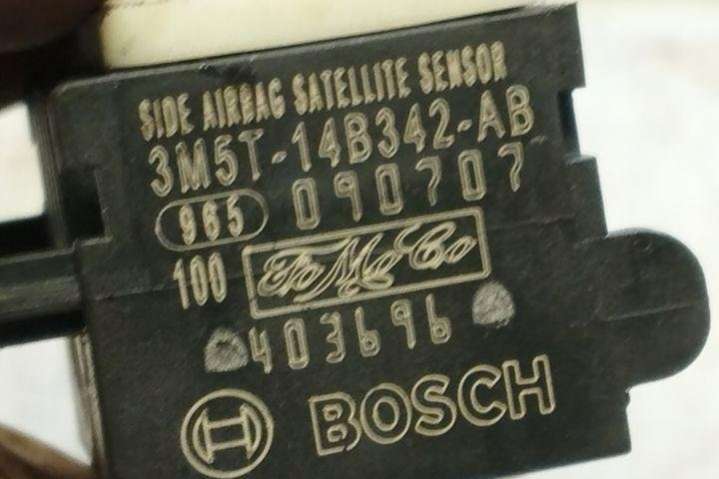 SIDE AIRBAG SATELLITE SENSOR
3M5T-14B342-AB
965 090707
100 FoMoCo
403696
BOSCH